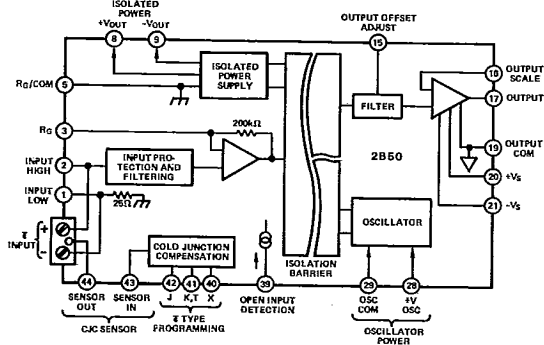 ISOLATED
POWER
+VOUT -VOUT
8 9
OUTPUT OFFSET
ADJUST
15
ISOLATED
POWER
SUPPLY
RG/COM 5
18 OUTPUT
SCALE
FILTER
17 OUTPUT
RG 3
200kΩ
INPUT
HIGH 2
INPUT PRO-
TECTION AND
FILTERING
2B50
19 OUTPUT
COM
20 +VS
INPUT
LOW 1
25Ω
21 -VS
INPUT + -
OSCILLATOR
COLD JUNCTION
COMPENSATION
ISOLATION
BARRIER
44 43 42 41 40 39 29 28
SENSOR
OUT
SENSOR
IN
J K,T X
OPEN INPUT
DETECTION
OSC
COM
+V
OSC
CJC SENSOR
TYPE
PROGRAMMING
OSCILLATOR
POWER